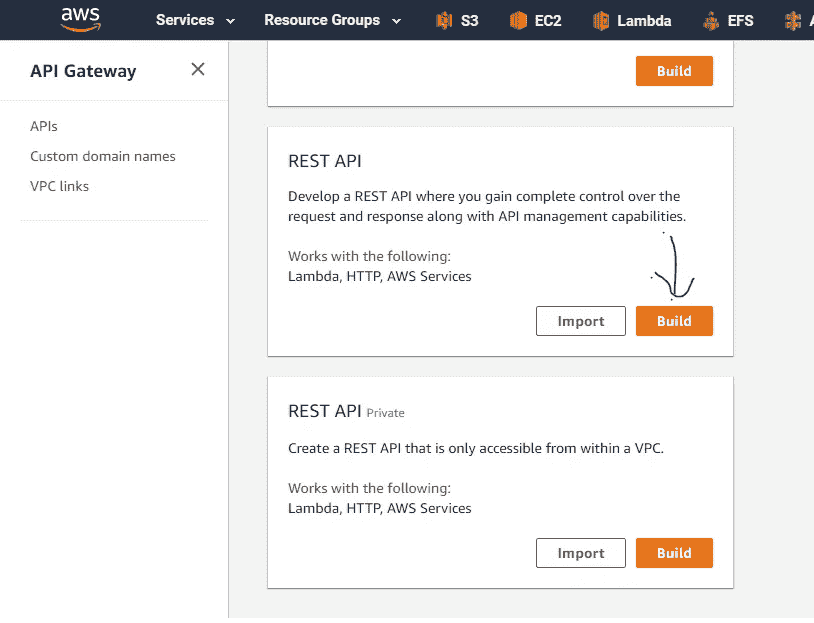 aws Services Resource Groups S3 EC2 Lambda EFS A
API Gateway
APIs
Custom domain names
VPC links
Build
REST API
Develop a REST API where you gain complete control over the
request and response along with API management capabilities.
Works with the following:
Lambda, HTTP, AWS Services
Import Build
REST API Private
Create a REST API that is only accessible from within a VPC.
Works with the following:
Lambda, HTTP, AWS Services
Import Build